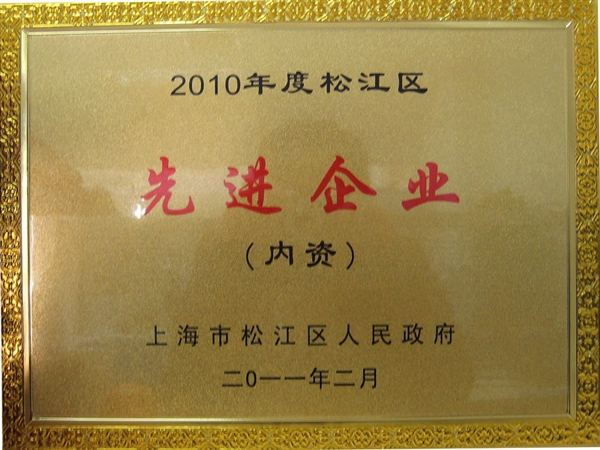 2010年度松江区
先进企业
（内资）
上海市松江区人民政府
二0一一年二月